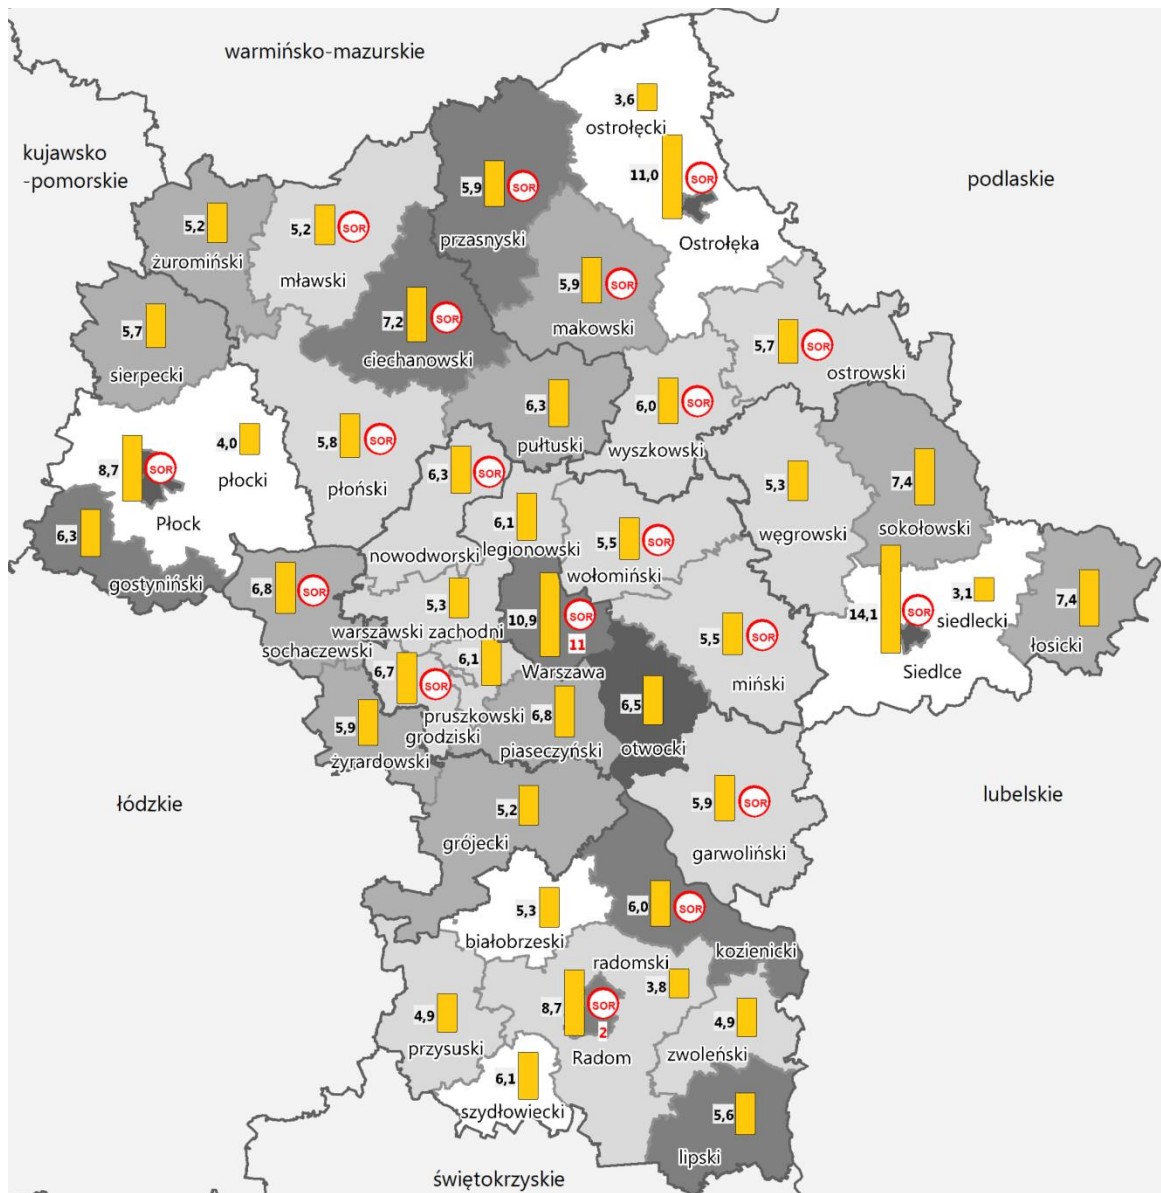 warmińsko-mazurskie
kujawsko
-pomorskie
podlaskie
3,6
ostrołęcki
11,0
SOR
Ostrołęka
5,9
SOR
przasnyski
5,2
żuromiński
5,2
SOR
mławski
5,9
SOR
makowski
7,2
SOR
ciechanowski
5,7
sierpecki
5,7
SOR
ostrowski
6,3
pułtuski
6,0
SOR
wyszkowski
4,0
płocki
5,8
SOR
płoński
8,7
SOR
Płock
6,3
SOR
nowodworski
5,3
węgrowski
7,4
sokołowski
6,3
gostyniński
6,1
legionowski
5,5
SOR
wołomiński
6,8
SOR
sochaczewski
5,3
warszawski zachodni
10,9
SOR
11
Warszawa
14,1
SOR
Siedlce
3,1
siedlecki
7,4
łosicki
5,5
SOR
miński
6,7
SOR
grodziski
6,1
pruszkowski
5,9
żyrardowski
6,8
piaseczyński
6,5
otwocki
łódzkie
lubelskie
5,2
grójecki
5,9
SOR
garwoliński
5,3
białobrzeski
6,0
SOR
kozienicki
radomski
3,8
8,7
SOR
2
Radom
4,9
przysuski
4,9
zwoleński
6,1
szydłowiecki
5,6
lipski
świętokrzyskie